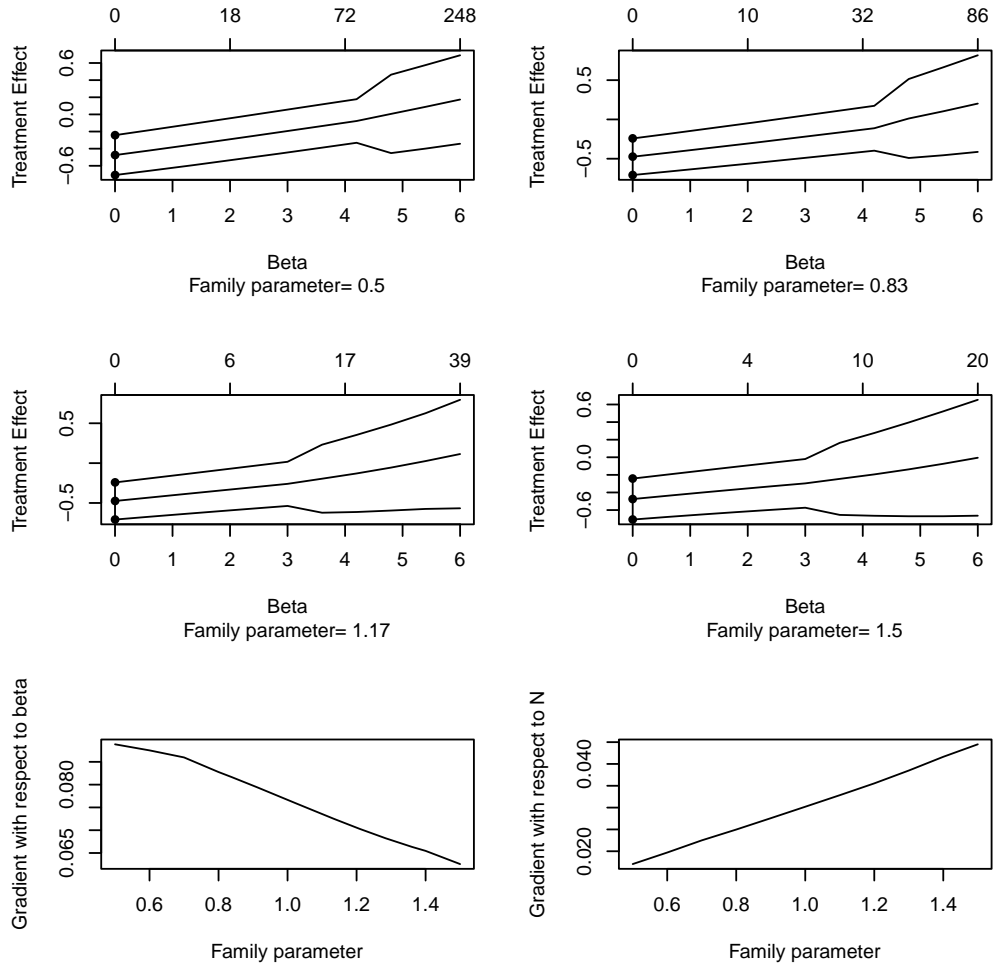 0 18 72 248
Treatment Effect
0.6
0.0
−0.6
0 1 2 3 4 5 6
Beta
Family parameter= 0.5
0 10 32 86
Treatment Effect
0.5
−0.5
0 1 2 3 4 5 6
Beta
Family parameter= 0.83
0 6 17 39
Treatment Effect
0.5
−0.5
0 1 2 3 4 5 6
Beta
Family parameter= 1.17
0 4 10 20
Treatment Effect
0.6
0.0
−0.6
0 1 2 3 4 5 6
Beta
Family parameter= 1.5
Gradient with respect to beta
0.080
0.065
0.6 0.8 1.0 1.2 1.4
Family parameter
Gradient with respect to N
0.040
0.020
0.6 0.8 1.0 1.2 1.4
Family parameter